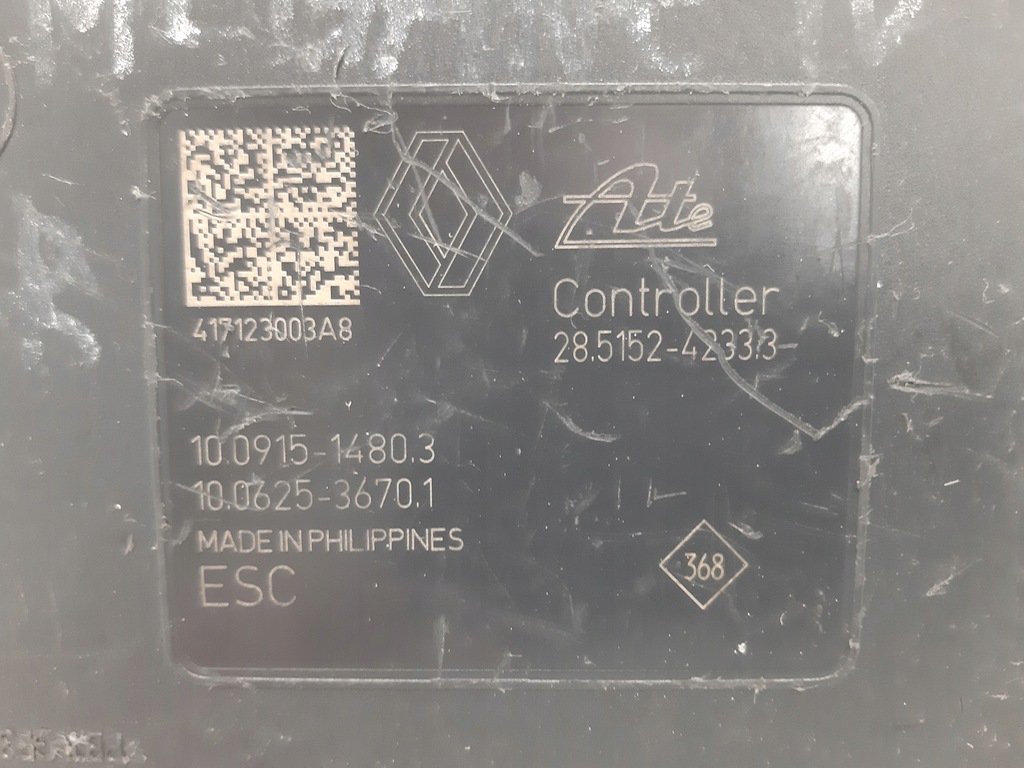 417123003A8
Ate
Controller
28.5152-4233.3
10.0915-1480.3
10.0625-3670.1
MADE IN PHILIPPINES
ESC
368